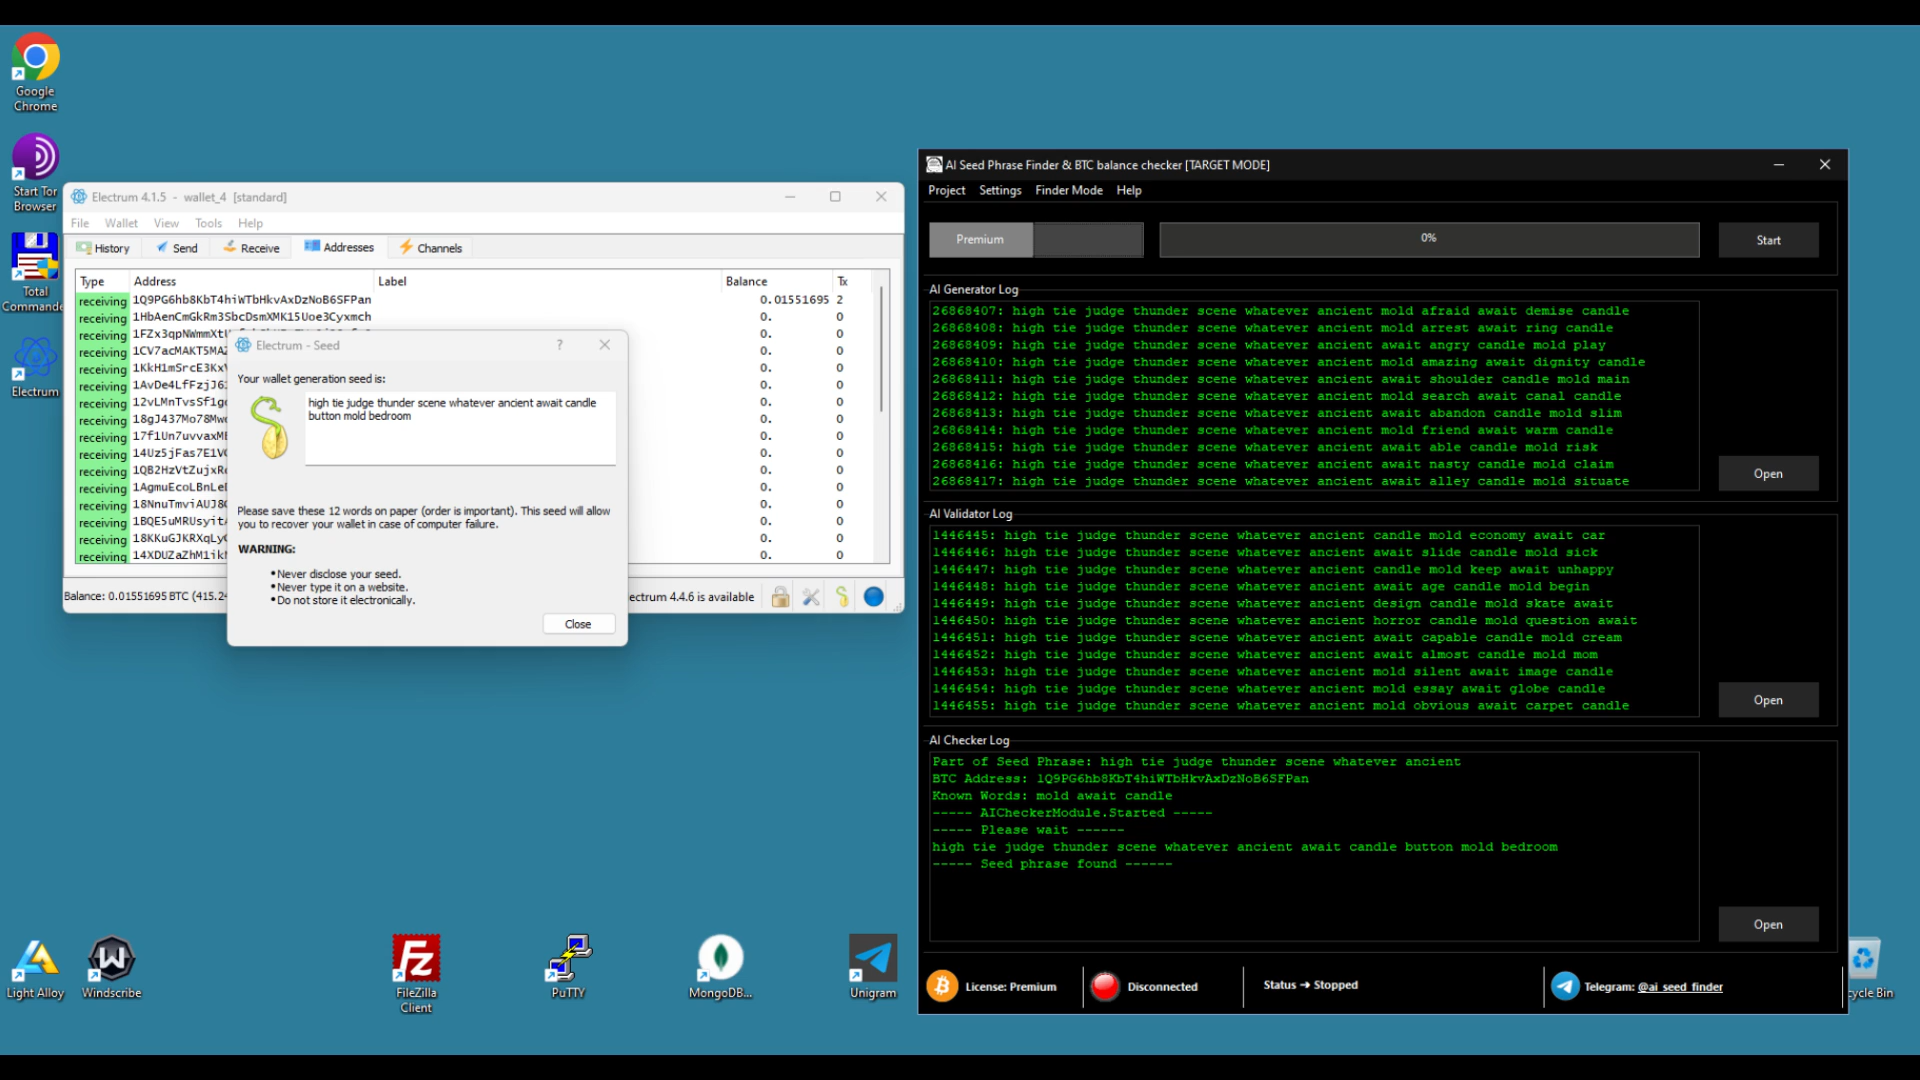 Google
Chrome
Start Tor
Browser
Total
Commande
Electrum
Electrum 4.1.5 - wallet_4 [standard]
File Wallet View Tools Help
History Send Receive Addresses Channels
Type Address Label Balance Tx
receiving 1Q9PG6hb8KbT4hiWTbHkvAxDzNoB6SFPan 0.01551695 2
receiving 1HbAenCmGkRm3SbcDsmXMK15Uoe3Cyxmch 0. 0
receiving 0. 0
receiving 1CV7acMAKT5MA 0. 0
receiving 1KkH1mSrcE3Kx 0. 0
receiving 1AvDe4LfFzjJ6 0. 0
receiving 12vLMnTvsSf1g 0. 0
receiving 18gJ437Mo78Mw 0. 0
receiving 17f1Un7uvvaxM 0. 0
receiving 14Uz5jFas7E1V 0. 0
receiving 1QB2HzVtZujxR 0. 0
receiving 1AgmuEcoLBnLe 0. 0
receiving 18NnuTmviAUJ8 0. 0
receiving 1BQE5uMRUsyit 0. 0
receiving 18KKuGJKRXqLy 0. 0
receiving 14XDUZaZhM1ik 0. 0
Balance: 0.01551695 BTC (415.2 ectrum 4.4.6 is available
Electrum - Seed ?
Your wallet generation seed is:
high tie judge thunder scene whatever ancient await candle
button mold bedroom
Please save these 12 words on paper (order is important). This seed will allow
you to recover your wallet in case of computer failure.
WARNING:
•Never disclose your seed.
•Never type it on a website.
•Do not store it electronically.
Close
AI Seed Phrase Finder & BTC balance checker [TARGET MODE]
Project Settings Finder Mode Help
Premium 0% Start
AI Generator Log
26868407: high tie judge thunder scene whatever ancient mold afraid await demise candle
26868408: high tie judge thunder scene whatever ancient mold arrest await ring candle
26868409: high tie judge thunder scene whatever ancient await angry candle mold play
26868410: high tie judge thunder scene whatever ancient mold amazing await dignity candle
26868411: high tie judge thunder scene whatever ancient await shoulder candle mold main
26868412: high tie judge thunder scene whatever ancient mold search await canal candle
26868413: high tie judge thunder scene whatever ancient await abandon candle mold slim
26868414: high tie judge thunder scene whatever ancient mold friend await warm candle
26868415: high tie judge thunder scene whatever ancient await able candle mold risk
26868416: high tie judge thunder scene whatever ancient await nasty candle mold claim
26868417: high tie judge thunder scene whatever ancient await alley candle mold situate
Open
AI Validator Log
1446445: high tie judge thunder scene whatever ancient candle mold economy await car
1446446: high tie judge thunder scene whatever ancient await slide candle mold sick
1446447: high tie judge thunder scene whatever ancient candle mold keep await unhappy
1446448: high tie judge thunder scene whatever ancient await age candle mold begin
1446449: high tie judge thunder scene whatever ancient design candle mold skate await
1446450: high tie judge thunder scene whatever ancient horror candle mold question await
1446451: high tie judge thunder scene whatever ancient await capable candle mold cream
1446452: high tie judge thunder scene whatever ancient await almost candle mold mom
1446453: high tie judge thunder scene whatever ancient mold silent await image candle
1446454: high tie judge thunder scene whatever ancient mold essay await globe candle
1446455: high tie judge thunder scene whatever ancient mold obvious await carpet candle
Open
AI Checker Log
Part of Seed Phrase: high tie judge thunder scene whatever ancient
BTC Address: 1Q9PG6hb8KbT4hiWTbHkvAxDzNoB6SFPan
Known Words: mold await candle
----- AICheckerModule.Started -----
----- Please wait ------
high tie judge thunder scene whatever ancient await candle button mold bedroom
----- Seed phrase found ------
Open
License: Premium Disconnected Status → Stopped Telegram: @ai_seed_finder
Light Alloy
Windscribe
FileZilla
Client
PuTTY
MongoDB...
Unigram
cycle Bin